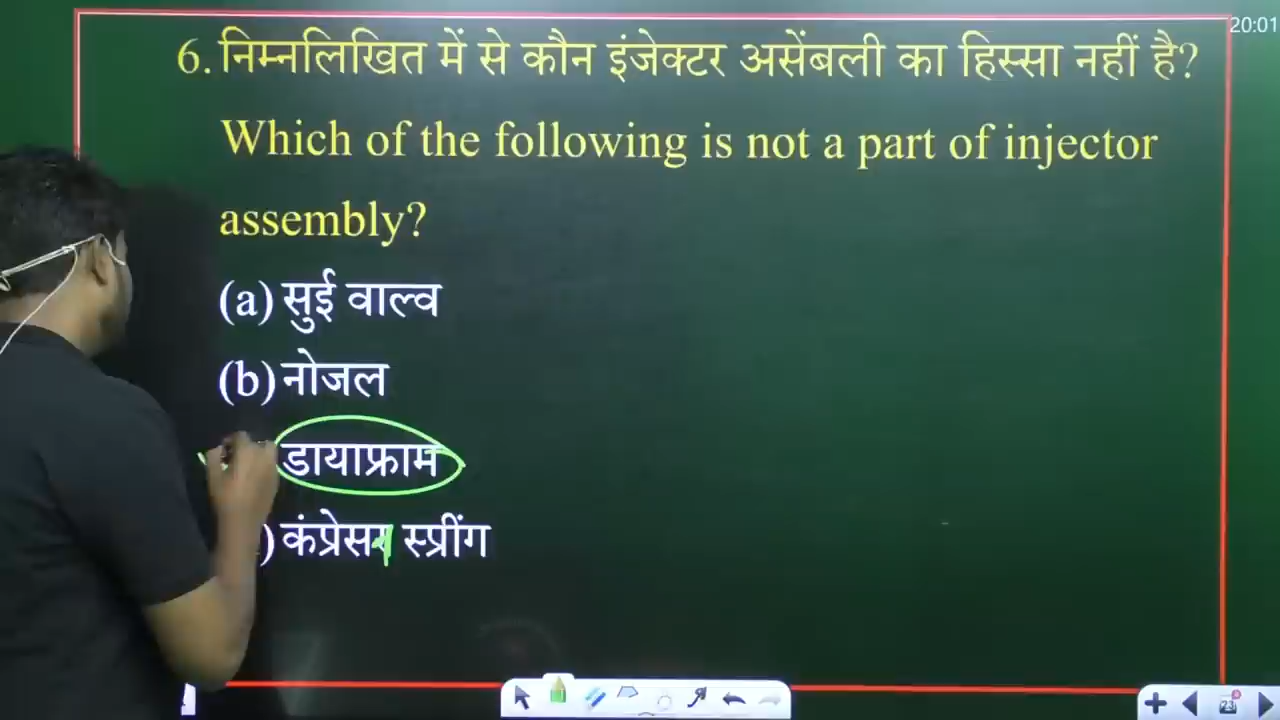 20:01
6. निम्नलिखित में से कौन इंजेक्टर असेंबली का हिस्सा नहीं है?
Which of the following is not a part of injector
assembly?
(a) सुई वाल्व
(b) नोजल
डायाफ्राम
) कंप्रेसर स्प्रींग
23